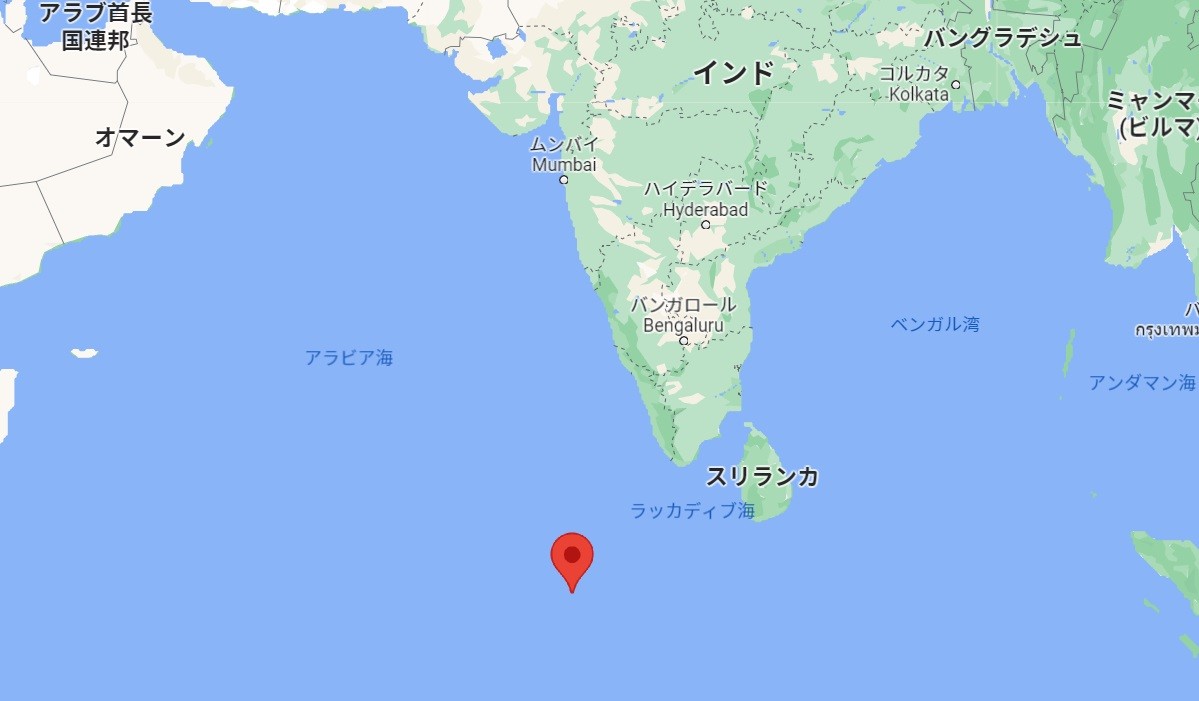 アラブ首長
国連邦
オマーン
インド
バングラデシュ
コルカタ
Kolkata
ミャンマ
(ビルマ)
ムンバイ
Mumbai
ハイデラバード
Hyderabad
バンガロール
Bengaluru
アラビア海
ベンガル湾
กรุงเทพม
アンダマン海
スリランカ
ラッカディブ海